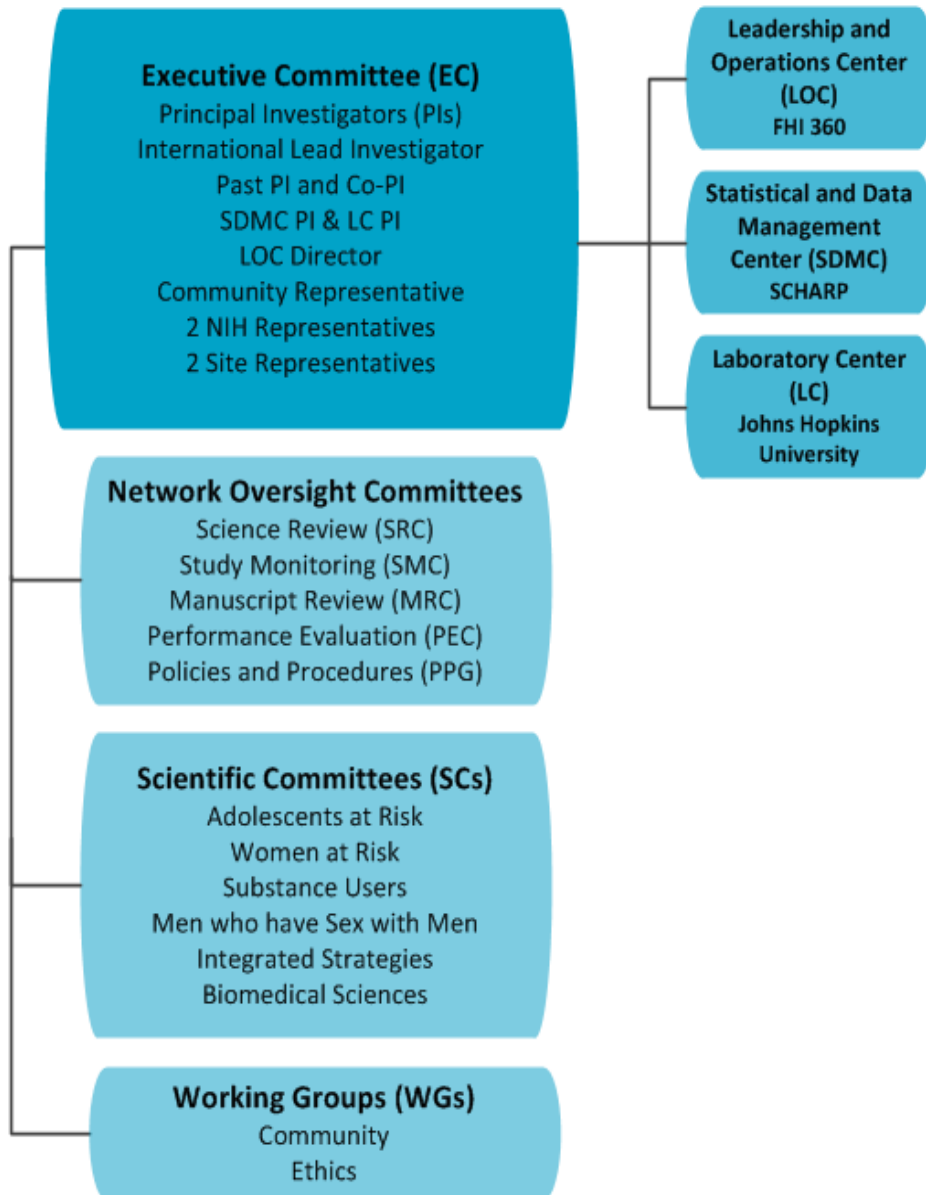 Executive Committee (EC)
Principal Investigators (PIs)
International Lead Investigator
Past PI and Co-PI
SDMC PI & LC PI
LOC Director
Community Representative
2 NIH Representatives
2 Site Representatives
Leadership and
Operations Center
(LOC)
FHI 360
Statistical and Data
Management
Center (SDMC)
SCHARP
Laboratory Center
(LC)
Johns Hopkins
University
Network Oversight Committees
Science Review (SRC)
Study Monitoring (SMC)
Manuscript Review (MRC)
Performance Evaluation (PEC)
Policies and Procedures (PPG)
Scientific Committees (SCs)
Adolescents at Risk
Women at Risk
Substance Users
Men who have Sex with Men
Integrated Strategies
Biomedical Sciences
Working Groups (WGs)
Community
Ethics